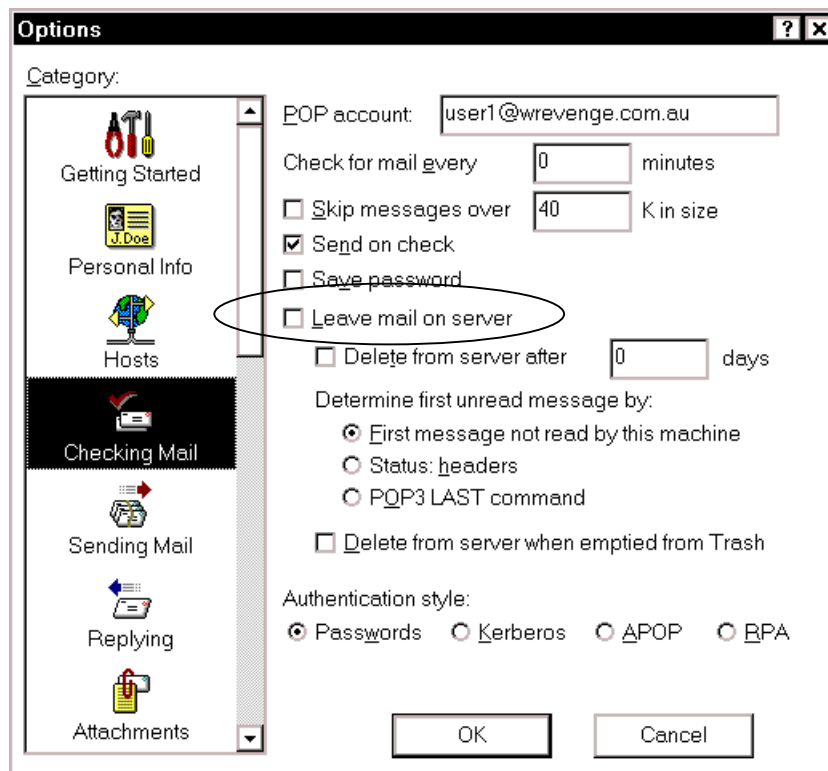 Options
Category:
Getting Started
J.Doe
Personal Info
Hosts
Checking Mail
Sending Mail
Replying
Attachments
POP account: user1@wrevenge.com.au
Check for mail every 0 minutes
Skip messages over 40 K in size
Send on check
Save password
Leave mail on server
Delete from server after 0 days
Determine first unread message by:
First message not read by this machine
Status: headers
POP3 LAST command
Delete from server when emptied from Trash
Authentication style:
Passwords Kerberos APOP RPA
OK Cancel